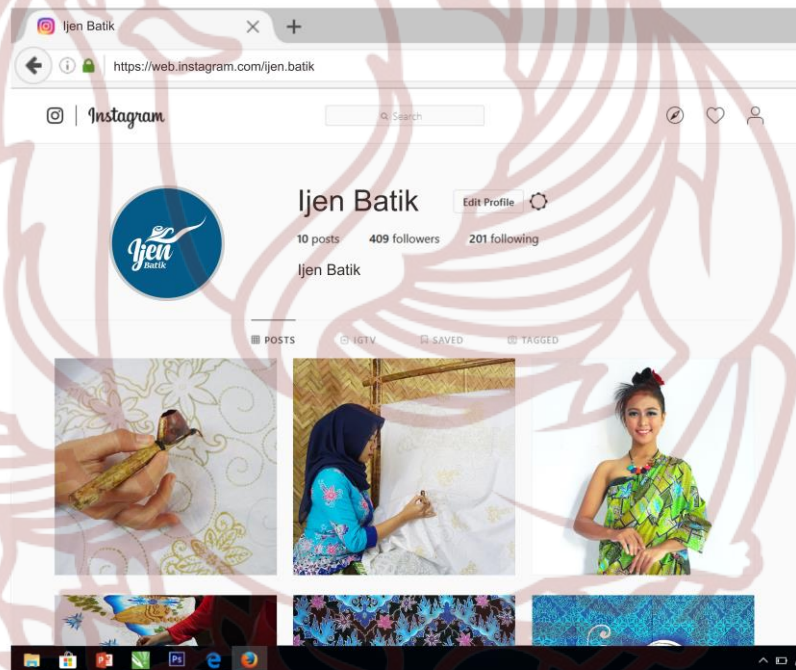 Ijen Batik
https://web.instagram.com/ijen.batik
Instagram
Search
Ijen Batik
Edit Profile
10 posts 409 followers 201 following
Ijen Batik
Ijen
Batik
POSTS IGTV SAVED TAGGED
Ps